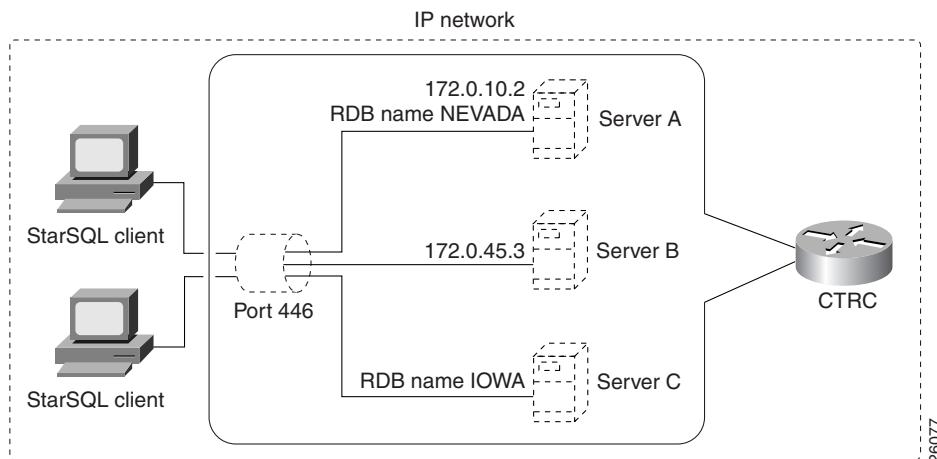 IP network
172.0.10.2
RDB name NEVADA
Server A
StarSQL client
172.0.45.3
Server B
Port 446
CTRC
RDB name IOWA
Server C
StarSQL client
26077